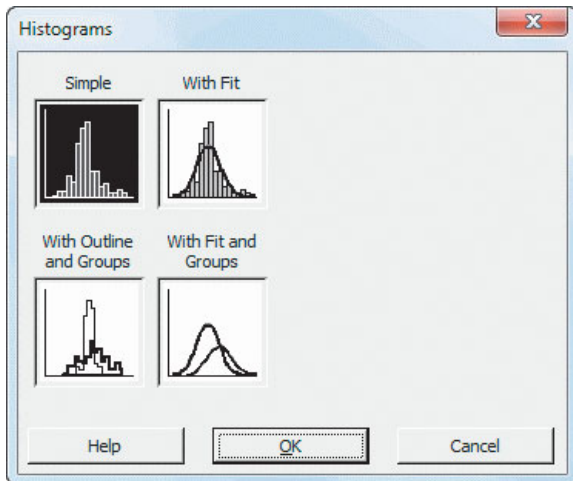 Histograms
Simple
With Fit
With Outline
and Groups
With Fit and
Groups
Help
OK
Cancel